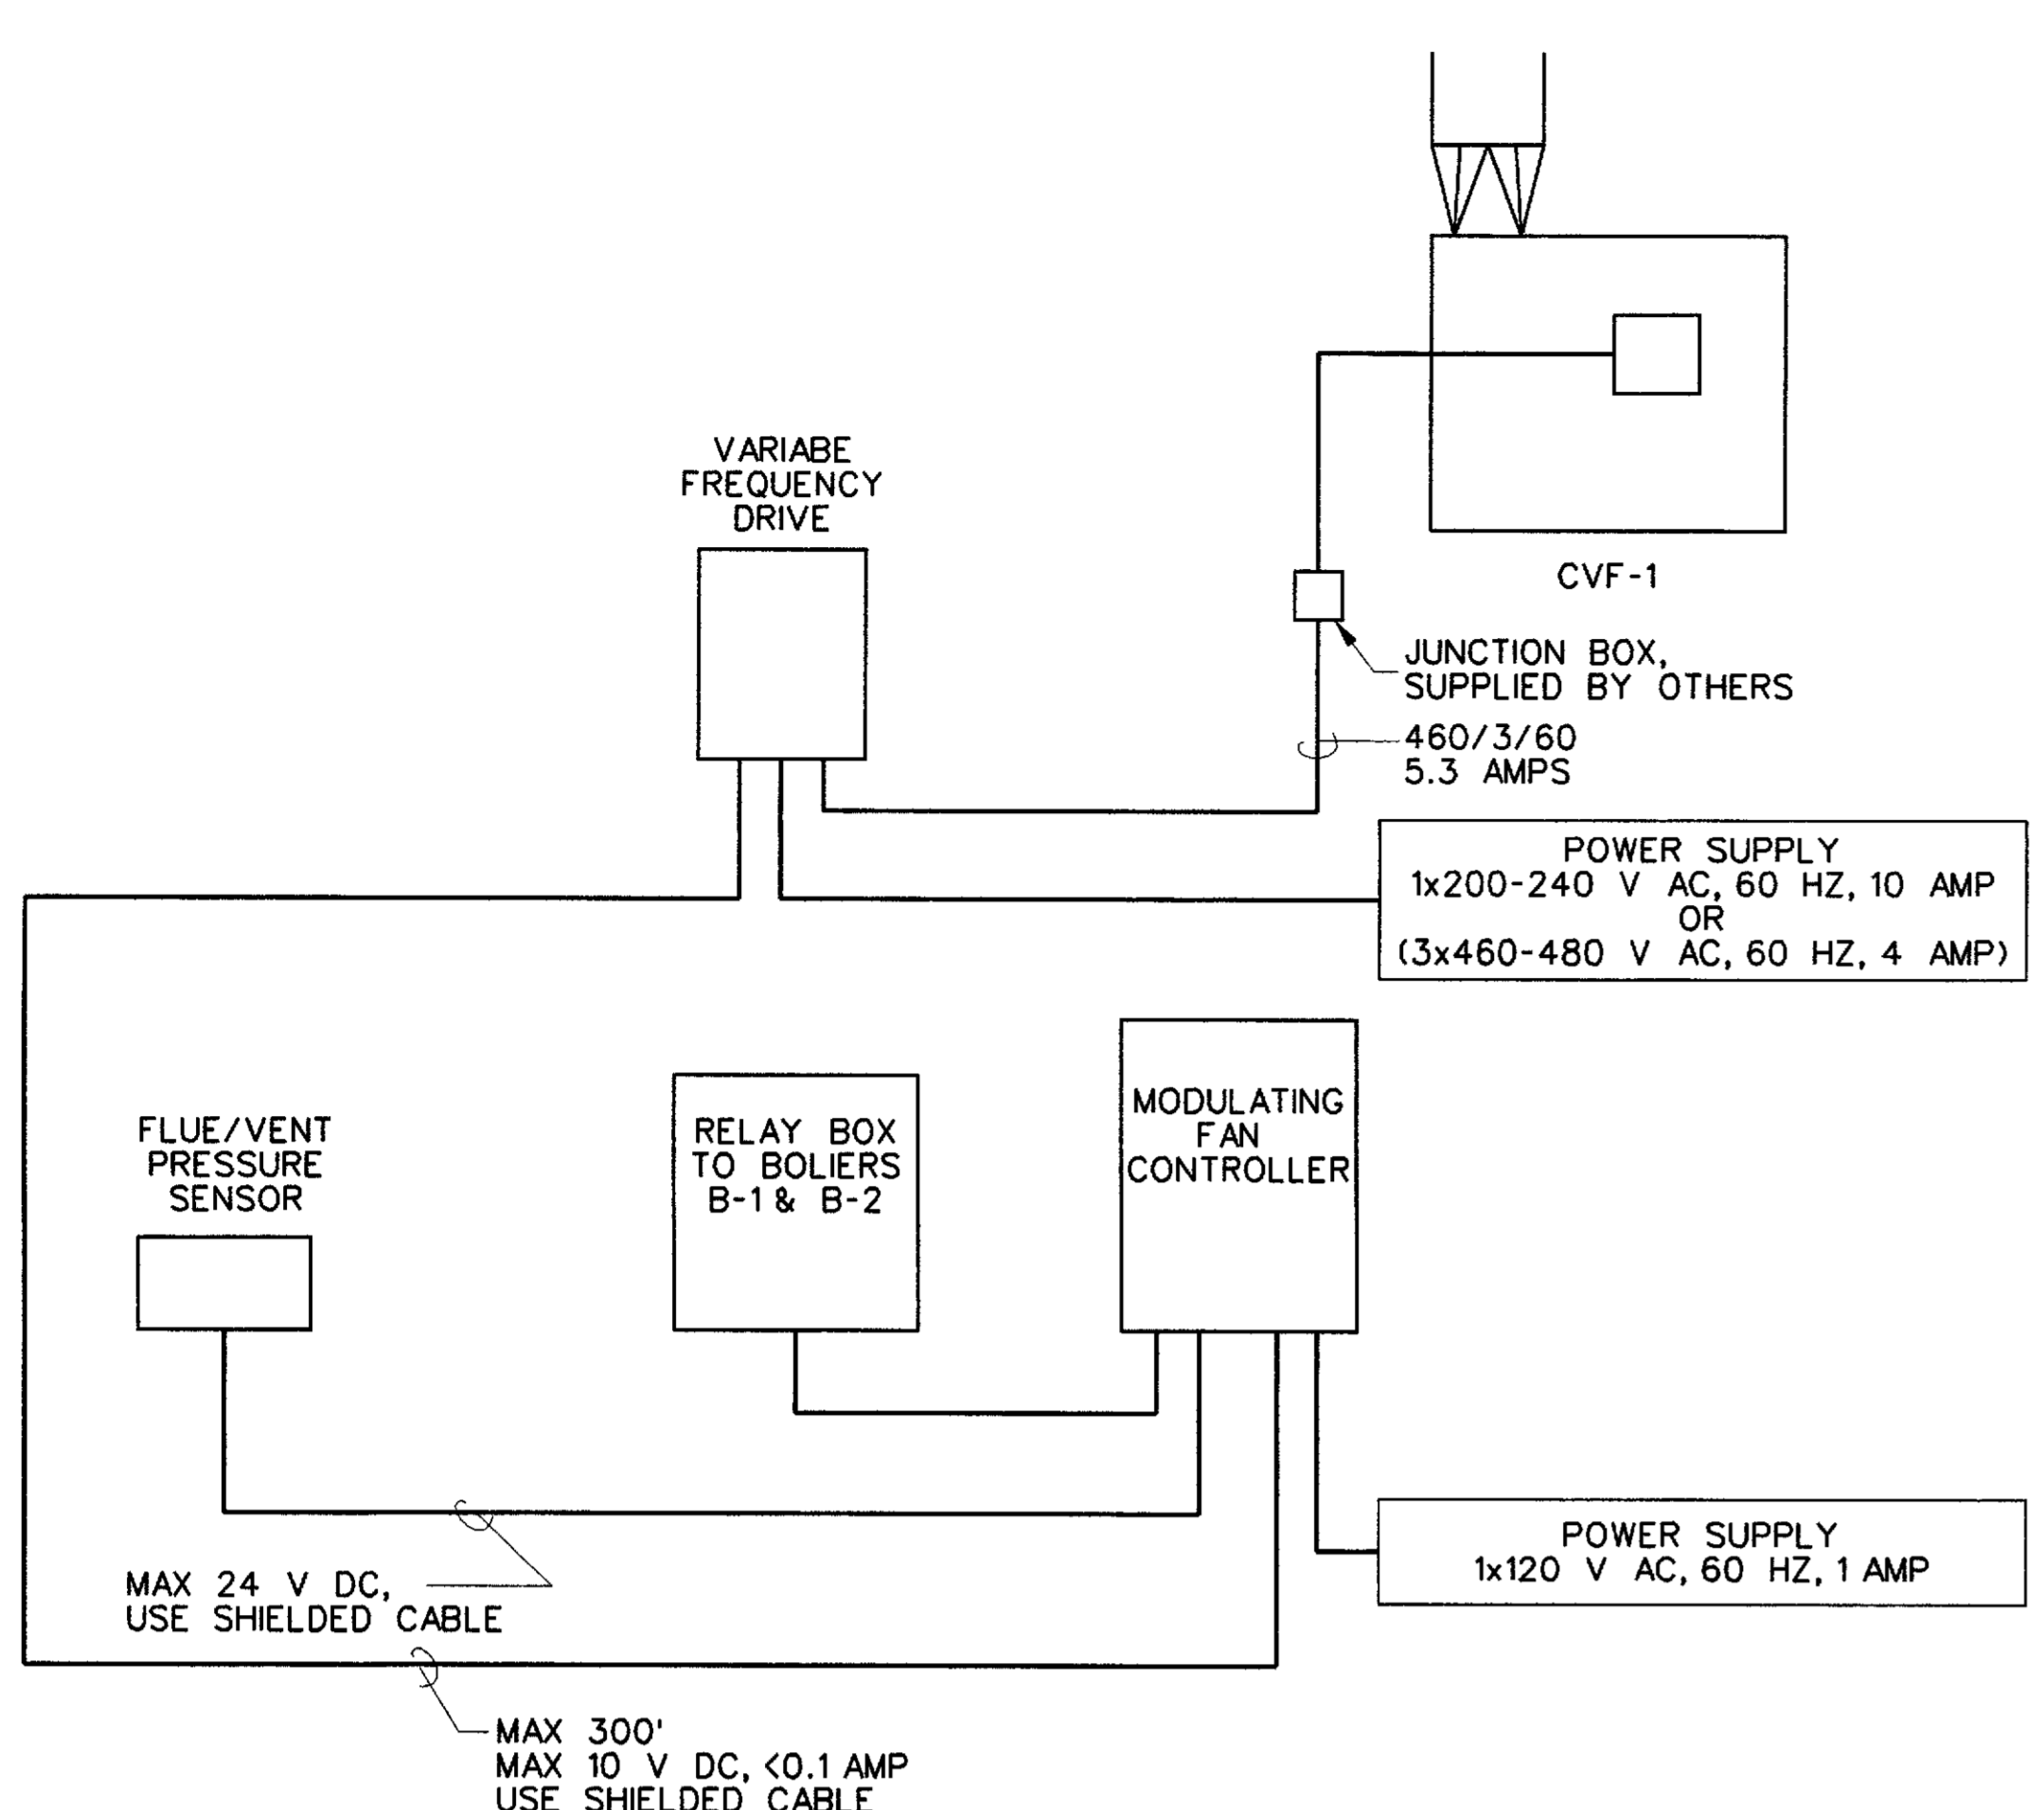 VARIABE
FREQUENCY
DRIVE
CVF-1
JUNCTION BOX,
SUPPLIED BY OTHERS
460/3/60
5.3 AMPS
POWER SUPPLY
1x200-240 V AC, 60 HZ, 10 AMP
OR
(3x460-480 V AC, 60 HZ, 4 AMP)
FLUE/VENT
PRESSURE
SENSOR
RELAY BOX
TO BOLIERS
B-1 & B-2
MODULATING
FAN
CONTROLLER
MAX 24 V DC,
USE SHIELDED CABLE
POWER SUPPLY
1x120 V AC, 60 HZ, 1 AMP
MAX 300'
MAX 10 V DC, <0.1 AMP
USE SHIELDED CABLE